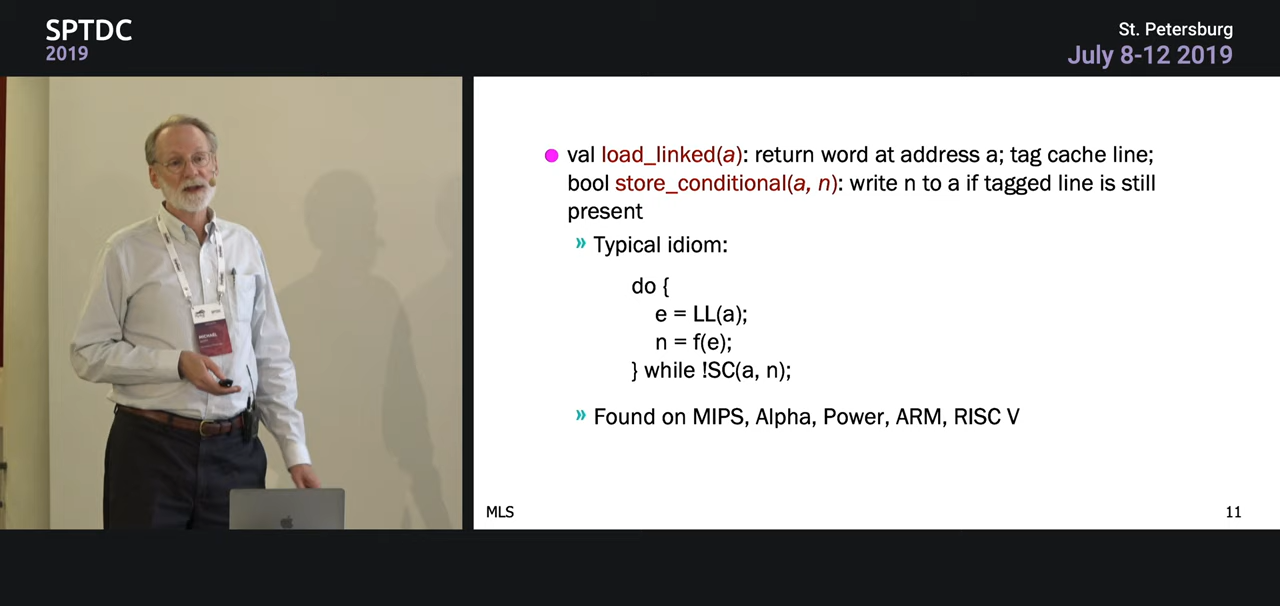 SPTDC
2019
St. Petersburg
July 8-12 2019
val load_linked(a): return word at address a; tag cache line;
bool store_conditional(a, n): write n to a if tagged line is still
present
» Typical idiom:
do {
e = LL(a);
n = f(e);
} while !SC(a, n);
» Found on MIPS, Alpha, Power, ARM, RISC V
MLS
11
MICHAEL